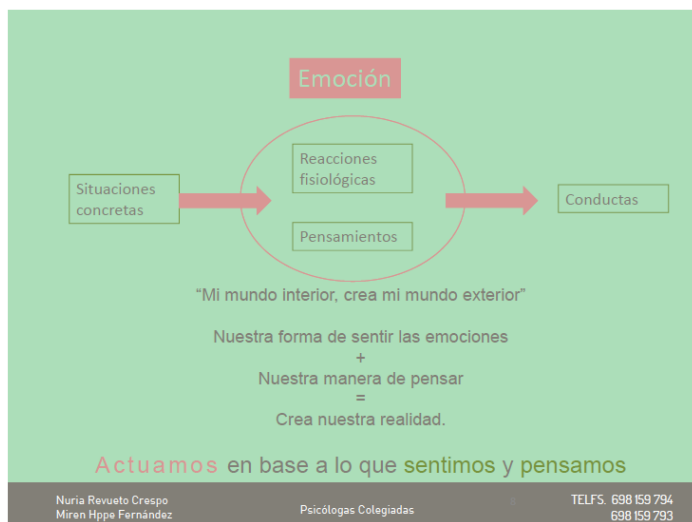 Emoción
Reacciones
fisiológicas
Situaciones
concretas
Conductas
Pensamientos
“Mi mundo interior, crea mi mundo exterior”
Nuestra forma de sentir las emociones
+
Nuestra manera de pensar
=
Crea nuestra realidad.
Actuamos en base a lo que sentimos y pensamos
Nuria Revueto Crespo
Miren Hppe Fernández
Psicólogas Colegiadas
TELFS. 698 159 794
698 159 793